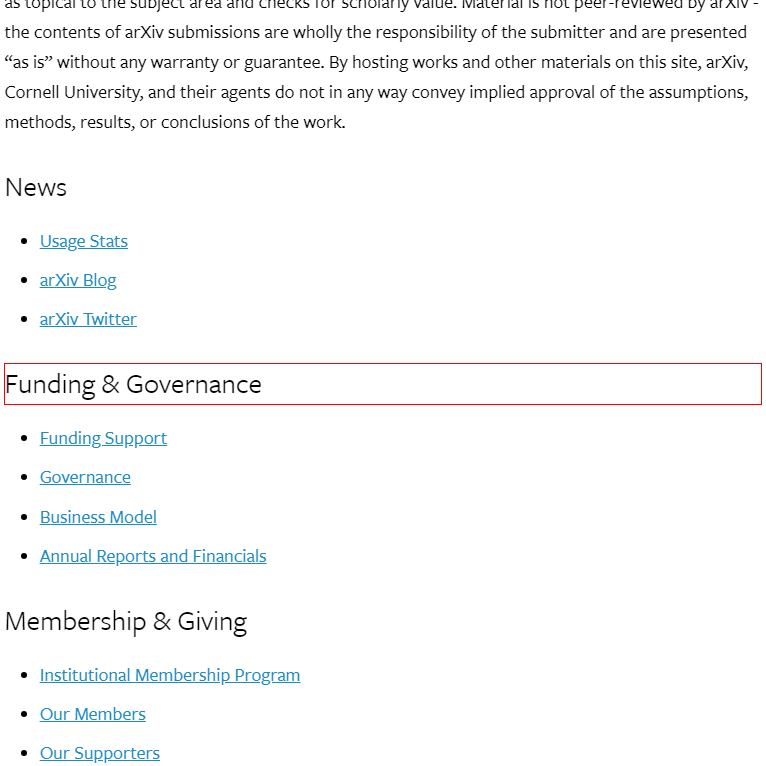 as topical to the subject area and checks for scholarly value. Material is not peer-reviewed by arXiv -
the contents of arXiv submissions are wholly the responsibility of the submitter and are presented
“as is” without any warranty or guarantee. By hosting works and other materials on this site, arXiv,
Cornell University, and their agents do not in any way convey implied approval of the assumptions,
methods, results, or conclusions of the work.
News
Usage Stats
arXiv Blog
arXiv Twitter
Funding & Governance
Funding Support
Governance
Business Model
Annual Reports and Financials
Membership & Giving
Institutional Membership Program
Our Members
Our Supporters